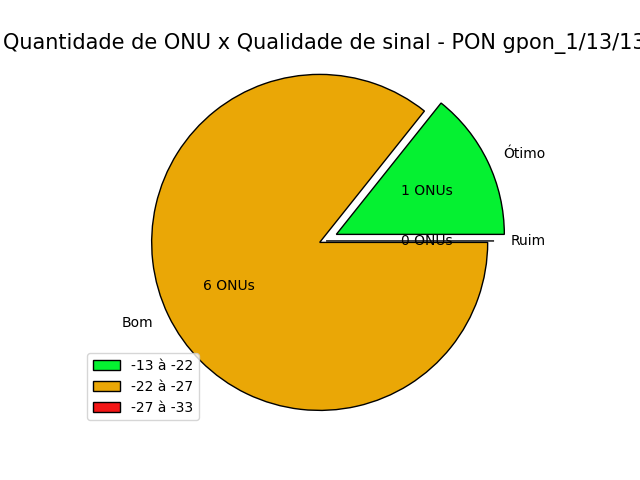 Quantidade de ONU x Qualidade de sinal - PON gpon_1/13/13
Ótimo
1 ONUs
0 ONUs
Ruim
6 ONUs
Bom
-13 à -22
-22 à -27
-27 à -33